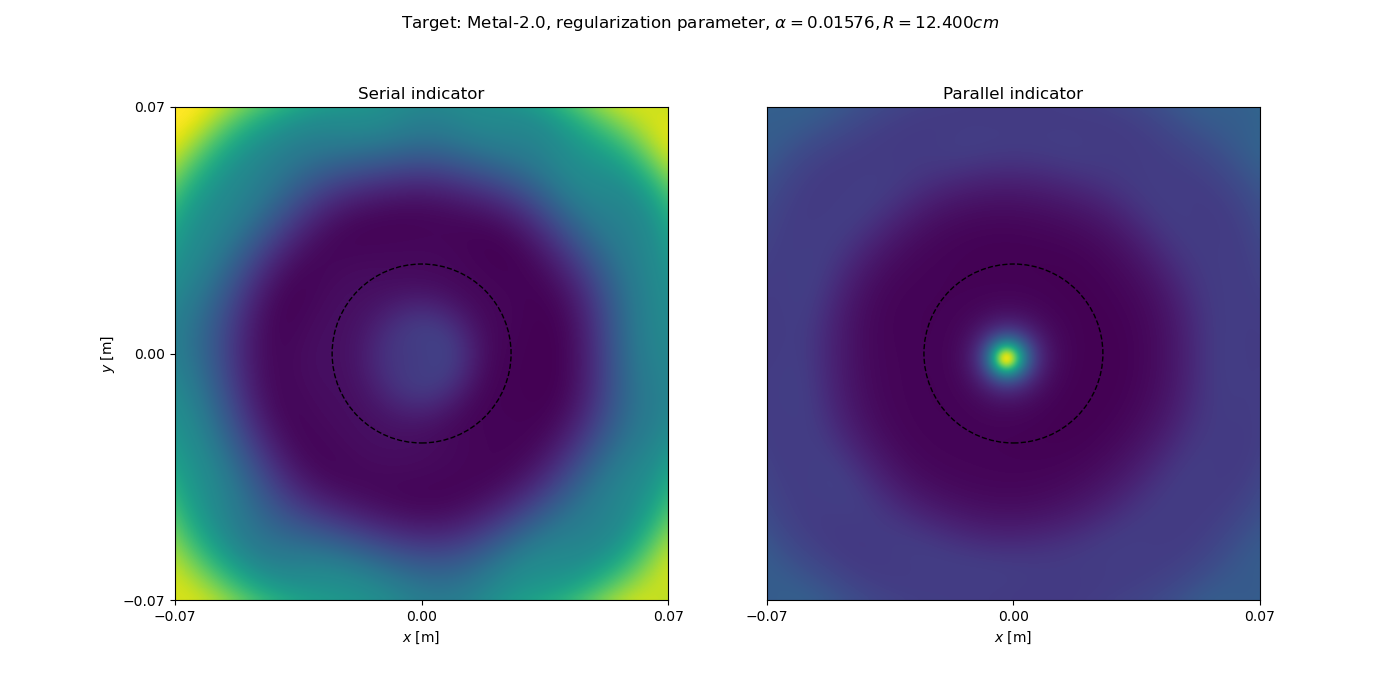 Target: Metal-2.0, regularization parameter, α = 0.01576, R = 12.400cm
Serial indicator
Parallel indicator
0.07
0.00
−0.07
y [m]
−0.07
0.00
0.07
−0.07
0.00
0.07
x [m]
x [m]